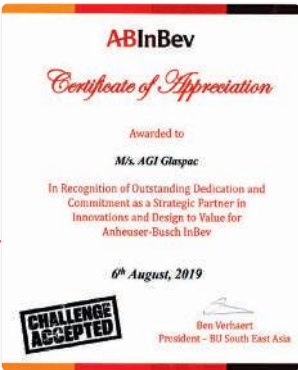 ABInBev
Certificate of Appreciation
Awarded to
M/s. AGI Glaspac
In Recognition of Outstanding Dedication and
Commitment as a Strategic Partner in
Innovations and Design to Value for
Anheuser-Busch InBev
6th August, 2019
CHALLENGE
ACCEPTED
Ben Verhaert
President – BU South East Asia